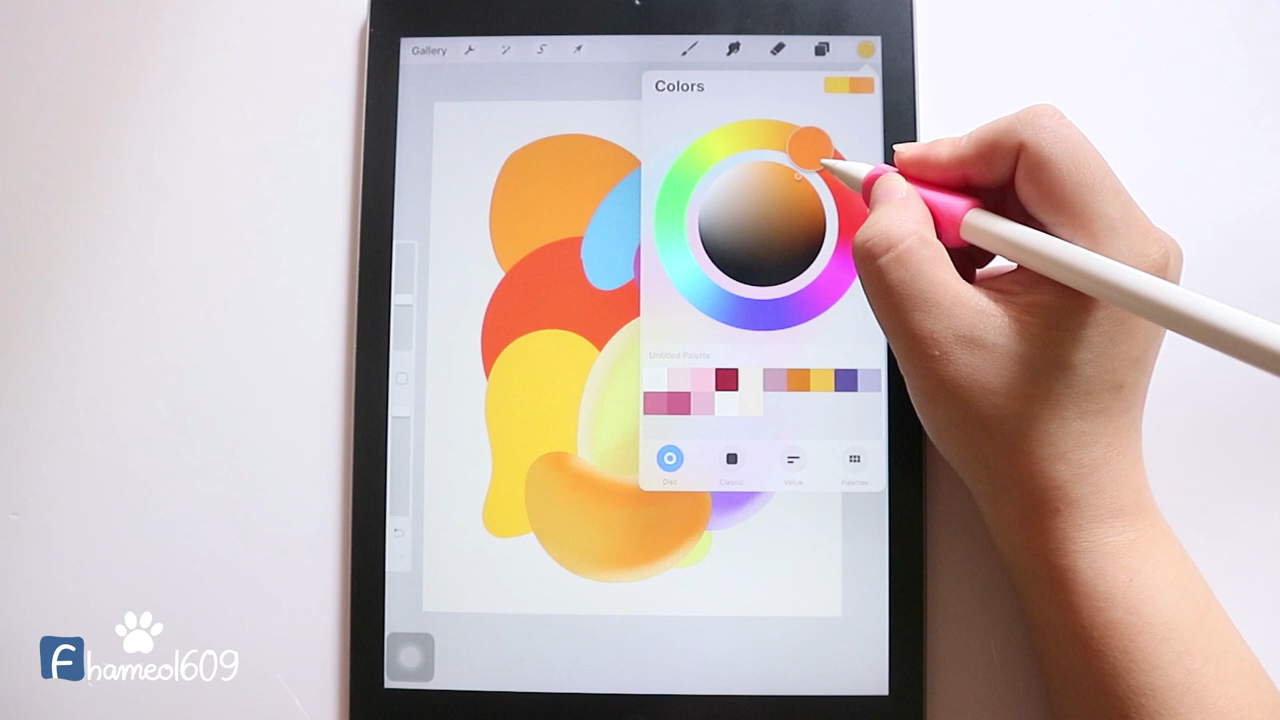 Gallery
Colors
Untitled Palette
Disc
Classic
Value
Palettes
Fhameol609